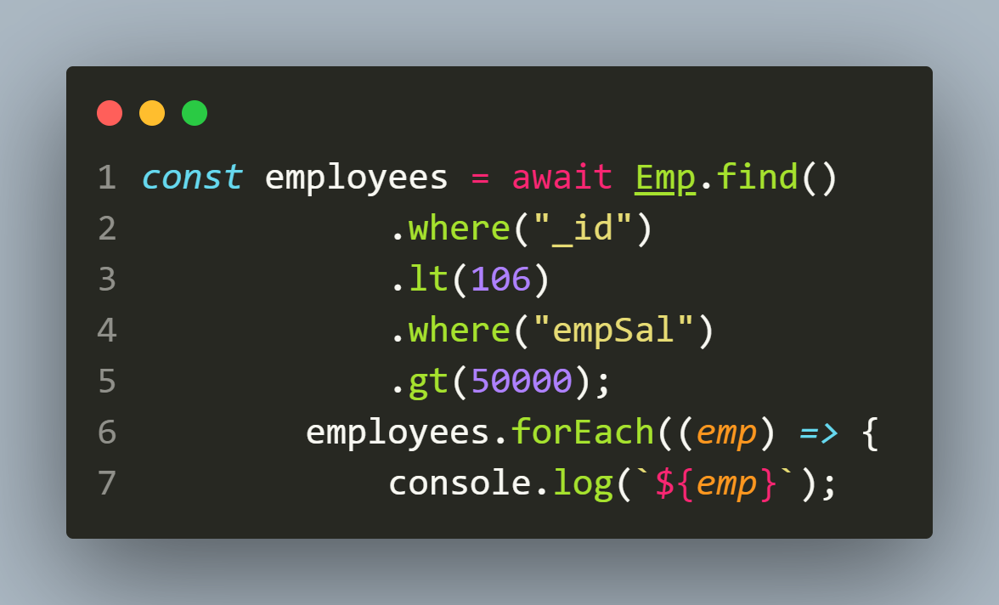 1 const employees = await Emp.find()
2             .where("_id")
3             .lt(106)
4             .where("empSal")
5             .gt(50000);
6         employees.forEach((emp) => {
7             console.log(`${emp}`);